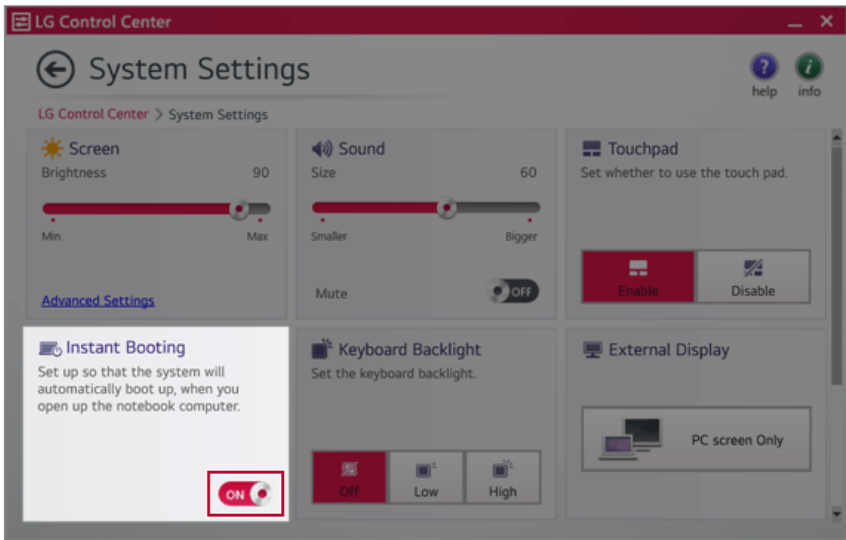 LG Control Center
System Settings
help
info
LG Control Center > System Settings
Screen
Brightness 90
Min Max
Advanced Settings
Sound
Size 60
Smaller Bigger
Mute OFF
Touchpad
Set whether to use the touch pad.
Enable Disable
Instant Booting
Set up so that the system will
automatically boot up, when you
open up the notebook computer.
ON
Keyboard Backlight
Set the keyboard backlight.
Off Low High
External Display
PC screen Only